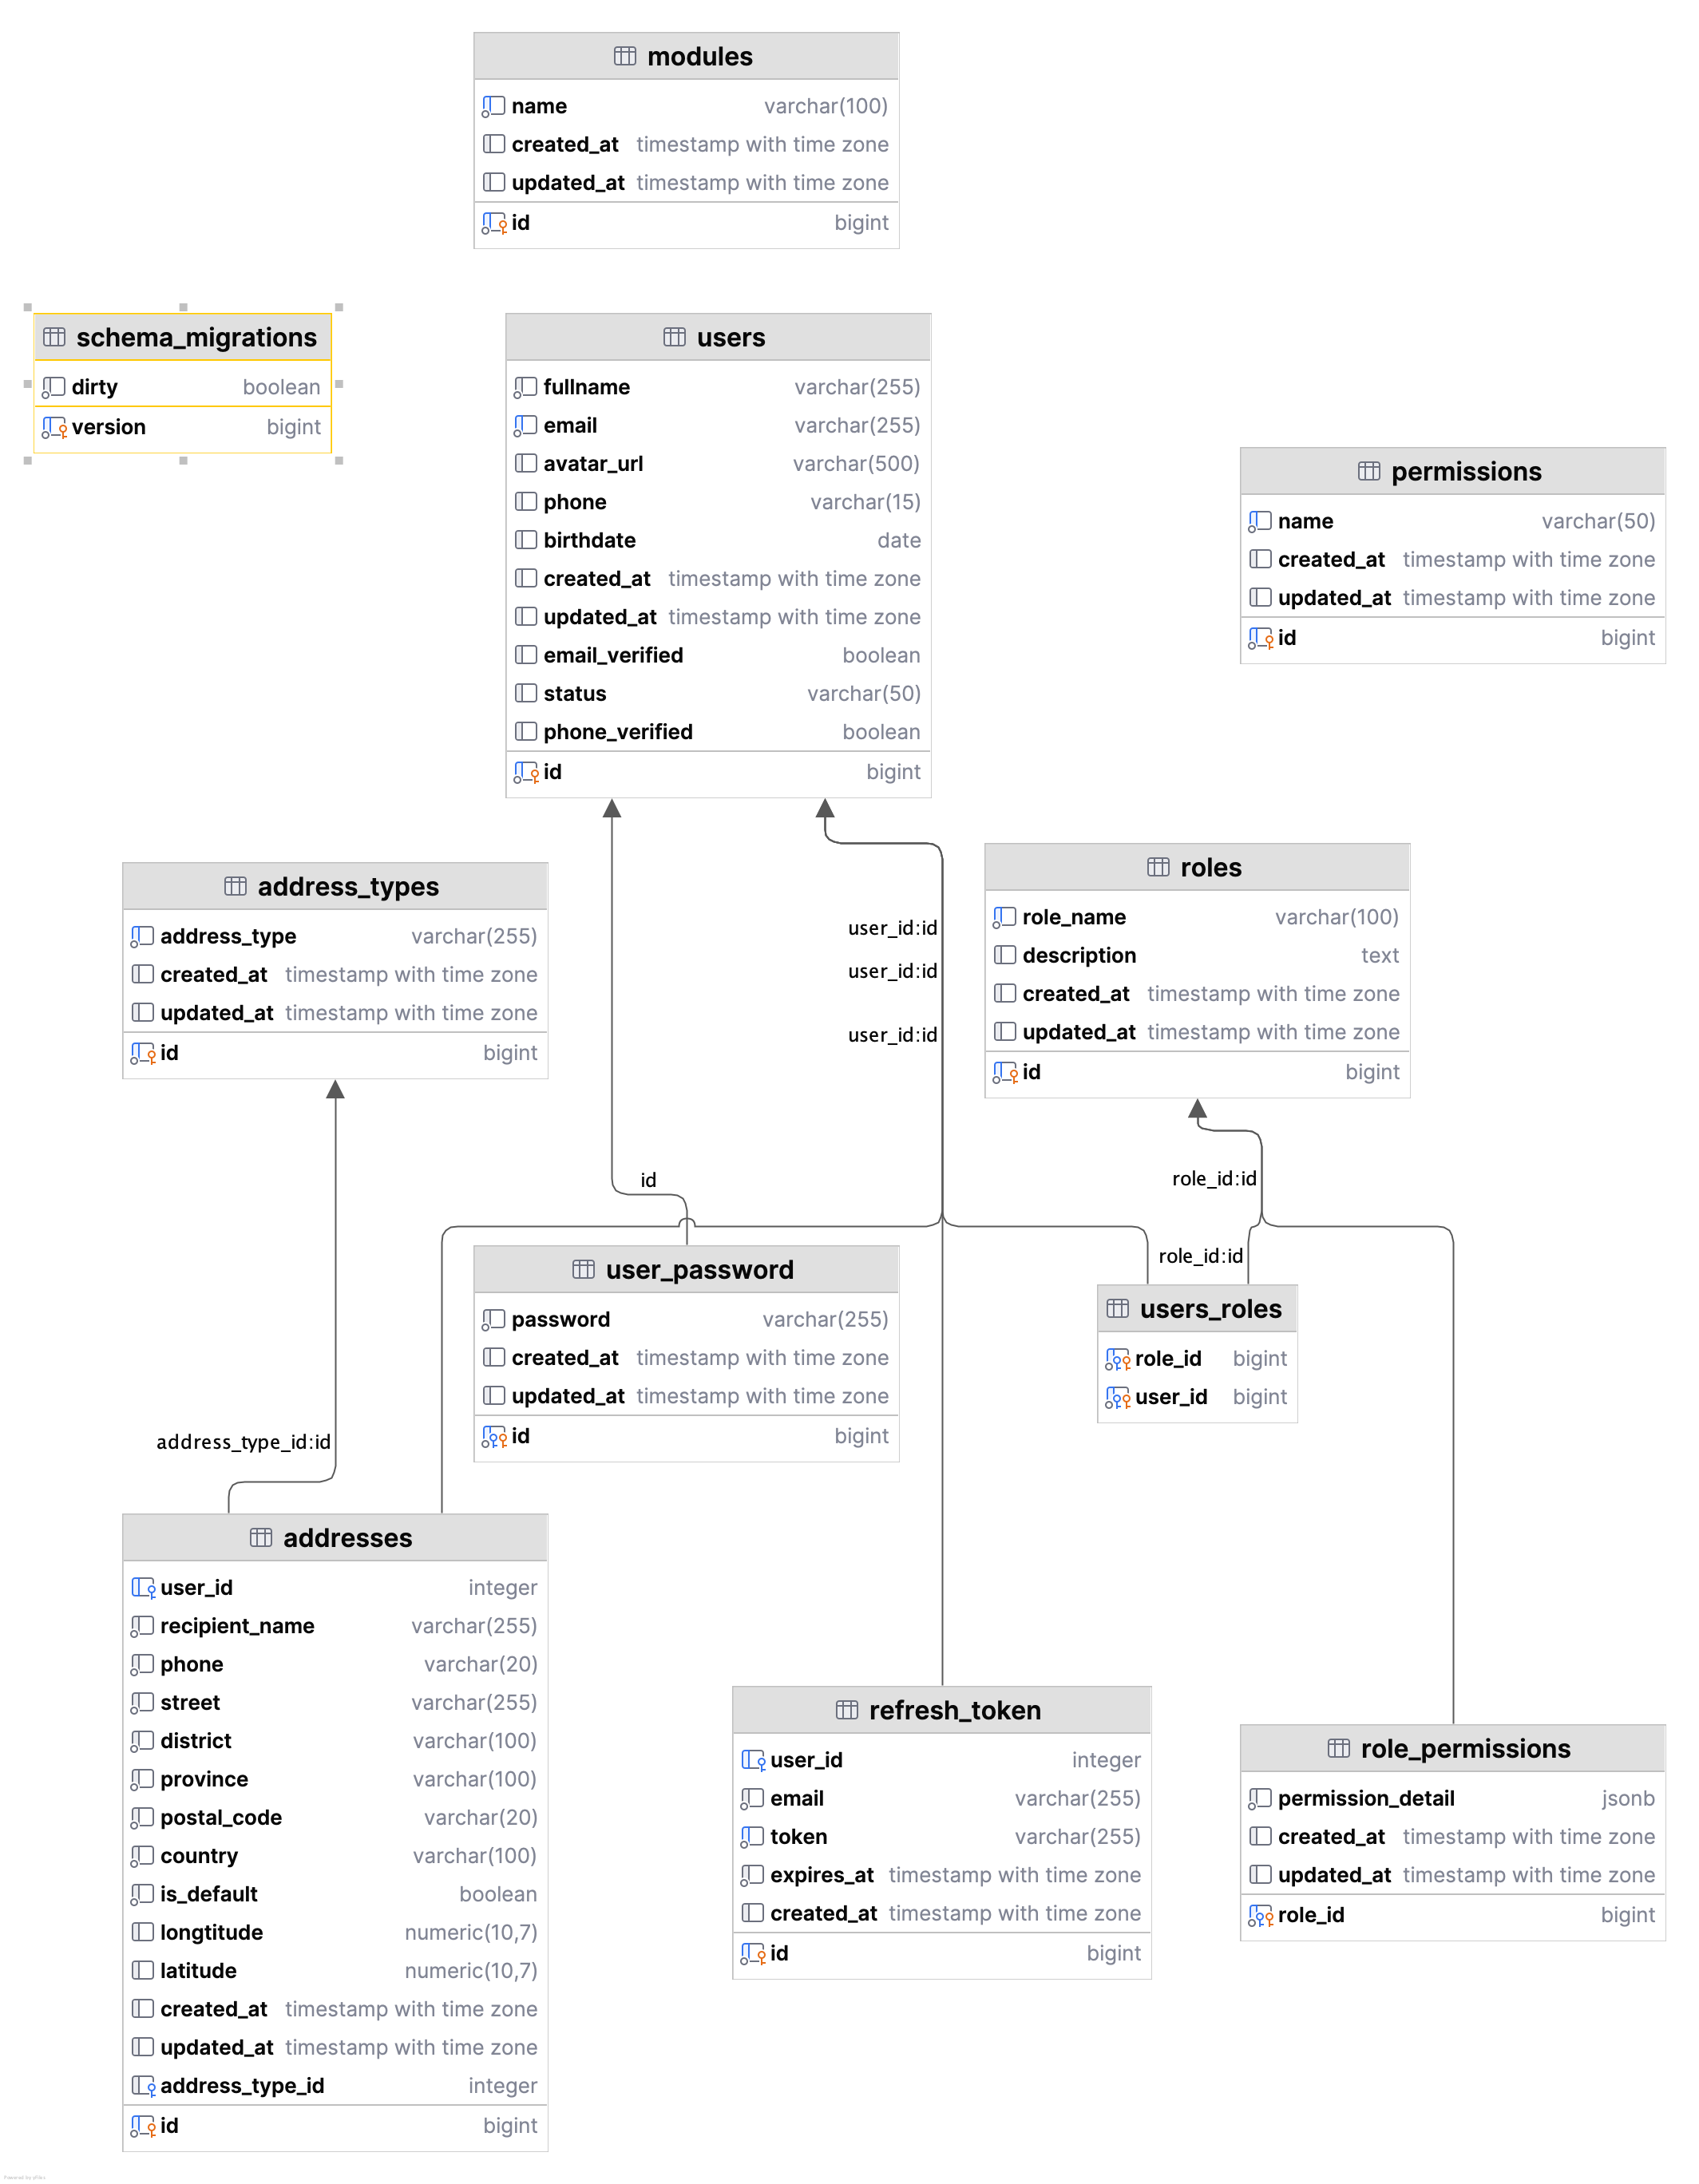 modules
name varchar(100)
created_at timestamp with time zone
updated_at timestamp with time zone
id bigint
schema_migrations
dirty boolean
version bigint
users
fullname varchar(255)
email varchar(255)
avatar_url varchar(500)
phone varchar(15)
birthdate date
created_at timestamp with time zone
updated_at timestamp with time zone
email_verified boolean
status varchar(50)
phone_verified boolean
id bigint
permissions
name varchar(50)
created_at timestamp with time zone
updated_at timestamp with time zone
id bigint
address_types
address_type varchar(255)
created_at timestamp with time zone
updated_at timestamp with time zone
id bigint
user_id:id
user_id:id
user_id:id
roles
role_name varchar(100)
description text
created_at timestamp with time zone
updated_at timestamp with time zone
id bigint
id
role_id:id
role_id:id
user_password
password varchar(255)
created_at timestamp with time zone
updated_at timestamp with time zone
id bigint
users_roles
role_id bigint
user_id bigint
address_type_id:id
addresses
user_id integer
recipient_name varchar(255)
phone varchar(20)
street varchar(255)
district varchar(100)
province varchar(100)
postal_code varchar(20)
country varchar(100)
is_default boolean
longtitude numeric(10,7)
latitude numeric(10,7)
created_at timestamp with time zone
updated_at timestamp with time zone
address_type_id integer
id bigint
refresh_token
user_id integer
email varchar(255)
token varchar(255)
expires_at timestamp with time zone
created_at timestamp with time zone
id bigint
role_permissions
permission_detail jsonb
created_at timestamp with time zone
updated_at timestamp with time zone
role_id bigint
Powered by yFiles